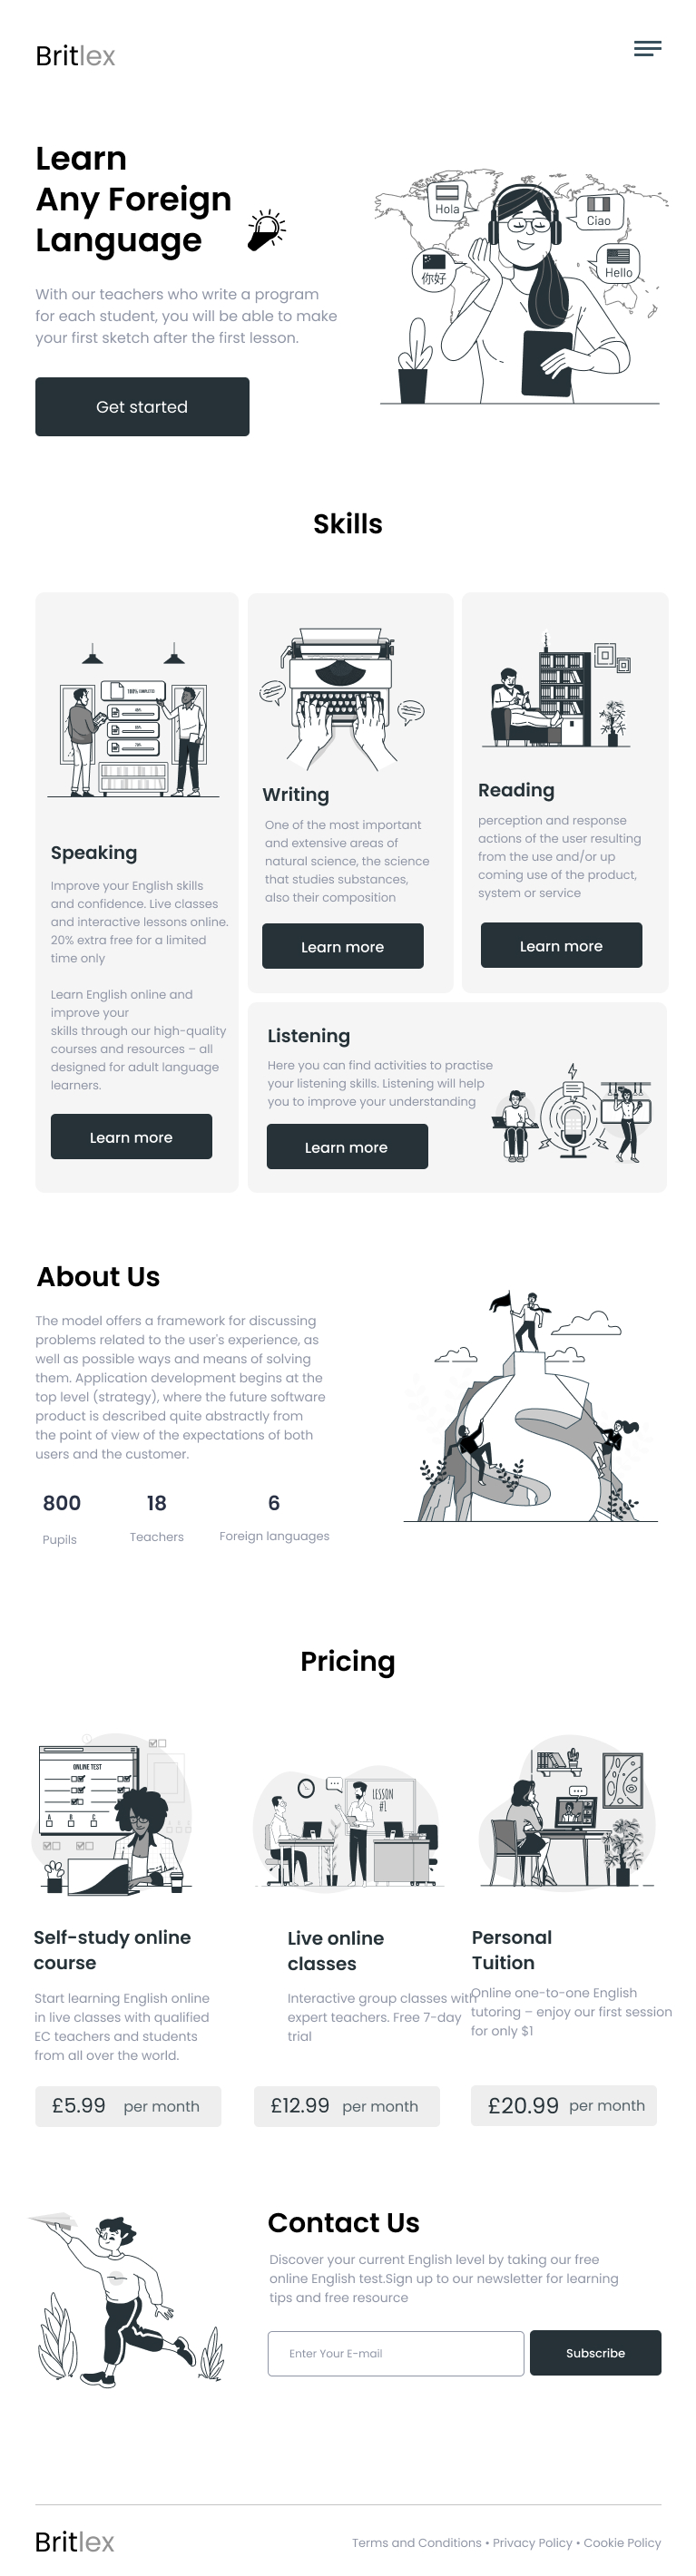 Britlex
Learn
Any Foreign
Language
With our teachers who write a program
for each student, you will be able to make
your first sketch after the first lesson.
Get started
Hola
Ciao
你好
Hello
Skills
100% COMPLETED
Speaking
Improve your English skills
and confidence. Live classes
and interactive lessons online.
20% extra free for a limited
time only
Learn English online and
improve your
skills through our high-quality
courses and resources – all
designed for adult language
learners.
Learn more
Writing
One of the most important
and extensive areas of
natural science, the science
that studies substances,
also their composition
Learn more
Reading
perception and response
actions of the user resulting
from the use and/or up
coming use of the product,
system or service
Learn more
Listening
Here you can find activities to practise
your listening skills. Listening will help
you to improve your understanding
Learn more
About Us
The model offers a framework for discussing
problems related to the user's experience, as
well as possible ways and means of solving
them. Application development begins at the
top level (strategy), where the future software
product is described quite abstractly from
the point of view of the expectations of both
users and the customer.
800
Pupils
18
Teachers
6
Foreign languages
Pricing
ONLINE TEST
A B C
Self-study online
course
Start learning English online
in live classes with qualified
EC teachers and students
from all over the world.
£5.99 per month
LESSON
#1
Live online
classes
Interactive group classes with
expert teachers. Free 7-day
trial
£12.99 per month
Personal
Tuition
Online one-to-one English
tutoring – enjoy our first session
for only $1
£20.99 per month
Contact Us
Discover your current English level by taking our free
online English test.Sign up to our newsletter for learning
tips and free resource
Enter Your E-mail
Subscribe
Britlex
Terms and Conditions • Privacy Policy • Cookie Policy